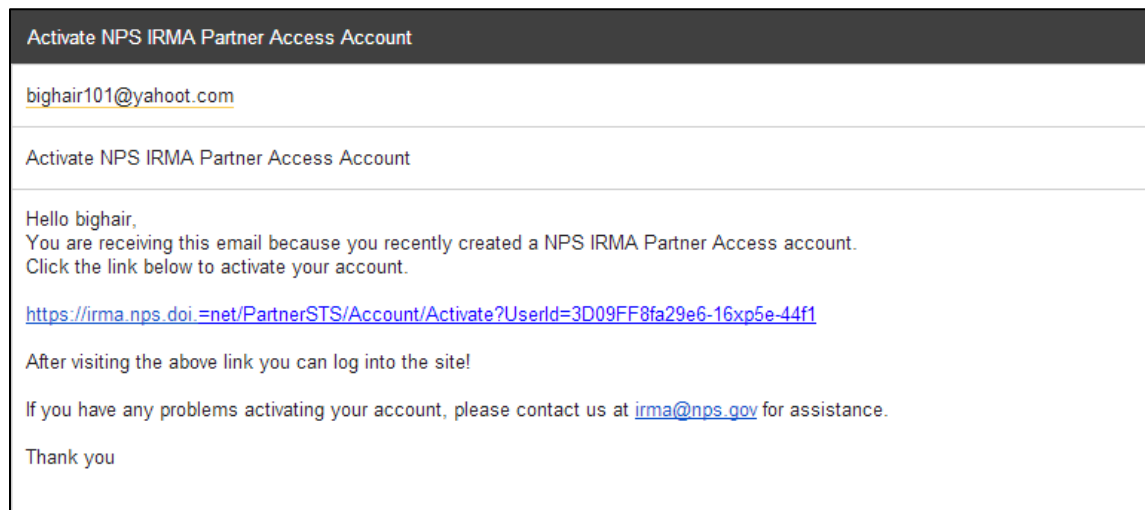 Activate NPS IRMA Partner Access Account
bighair101@yahoot.com
Activate NPS IRMA Partner Access Account
Hello bighair,
You are receiving this email because you recently created a NPS IRMA Partner Access account.
Click the link below to activate your account.
https://irma.nps.doi.=net/PartnerSTS/Account/Activate?UserId=3D09FF8fa29e6-16xp5e-44f1
After visiting the above link you can log into the site!
If you have any problems activating your account, please contact us at irma@nps.gov for assistance.
Thank you